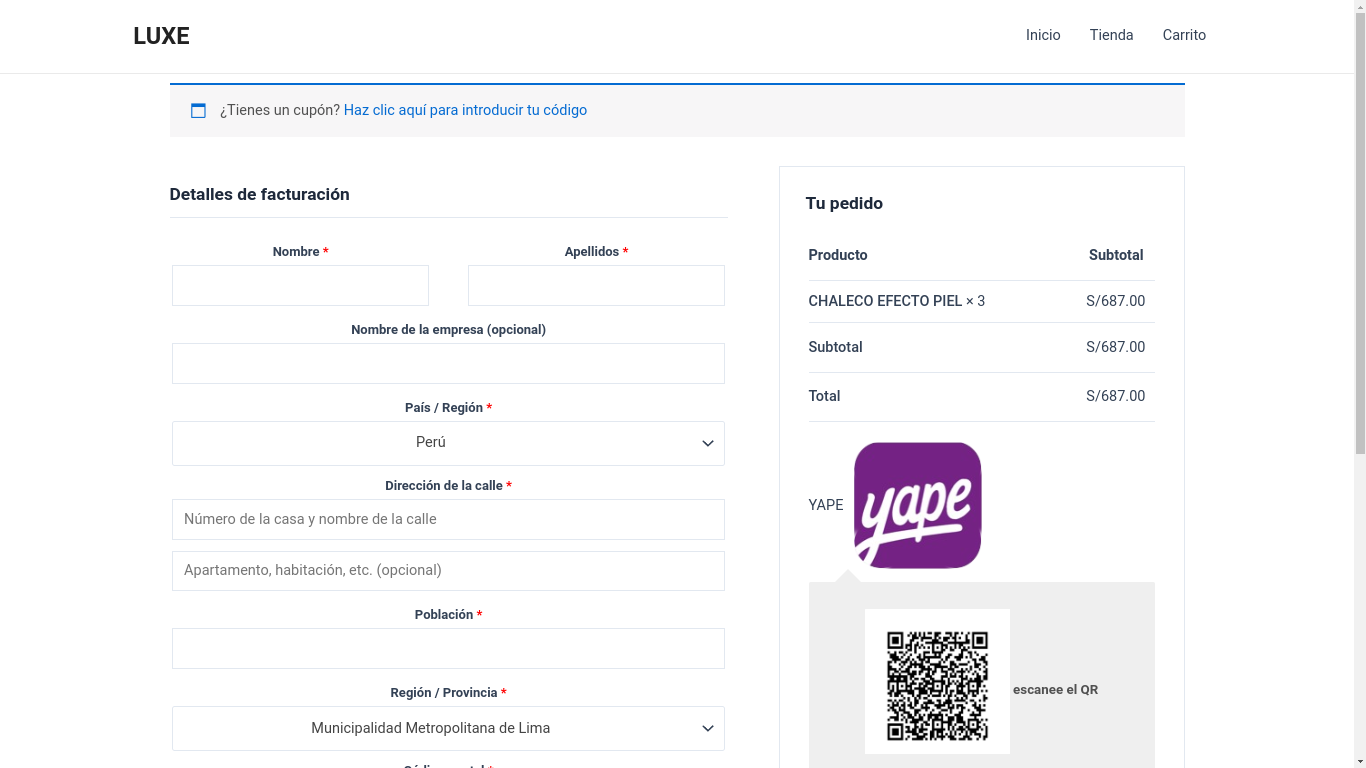 LUXE
Inicio Tienda Carrito
¿Tienes un cupón? Haz clic aquí para introducir tu código
Detalles de facturación
Nombre *
Apellidos *
Nombre de la empresa (opcional)
País / Región *
Perú
Dirección de la calle *
Número de la casa y nombre de la calle
Apartamento, habitación, etc. (opcional)
Población *
Región / Provincia *
Municipalidad Metropolitana de Lima
Tu pedido
Producto Subtotal
CHALECO EFECTO PIEL × 3 S/687.00
Subtotal S/687.00
Total S/687.00
YAPE
yape
escanee el QR